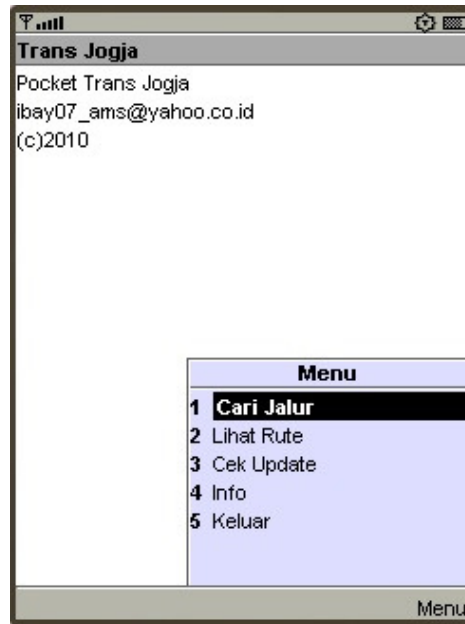 Trans Jogja
Pocket Trans Jogja
ibay07_ams@yahoo.co.id
(c)2010
Menu
1 Cari Jalur
2 Lihat Rute
3 Cek Update
4 Info
5 Keluar
Menu